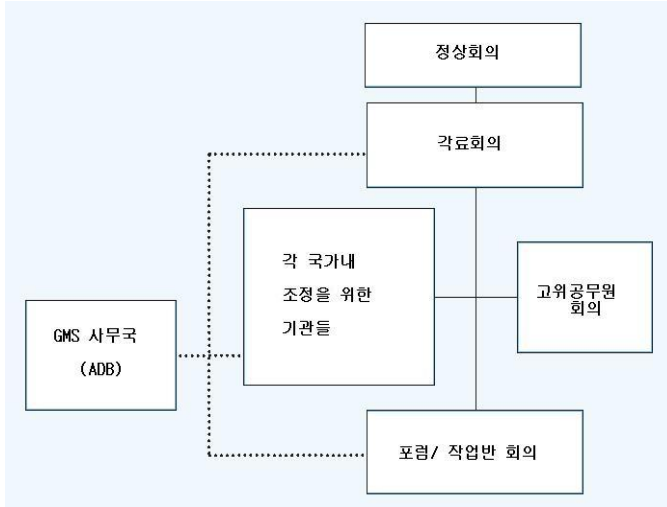 정상회의
각료회의
각 국가내
조정을 위한
기관들
고위공무원
회의
GMS 사무국
(ADB)
포럼/ 작업반 회의